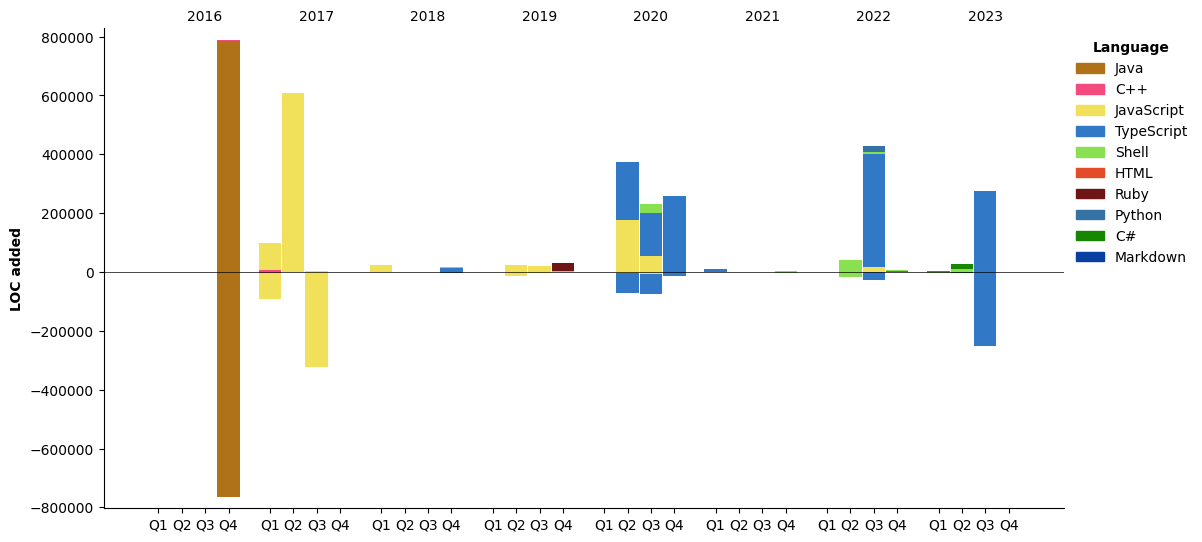 2016 2017 2018 2019 2020 2021 2022 2023
800000
600000
400000
200000
0
−200000
−400000
−600000
−800000
LOC added
Q1 Q2 Q3 Q4 Q1 Q2 Q3 Q4 Q1 Q2 Q3 Q4 Q1 Q2 Q3 Q4 Q1 Q2 Q3 Q4 Q1 Q2 Q3 Q4 Q1 Q2 Q3 Q4 Q1 Q2 Q3 Q4
Language
Java
C++
JavaScript
TypeScript
Shell
HTML
Ruby
Python
C#
Markdown